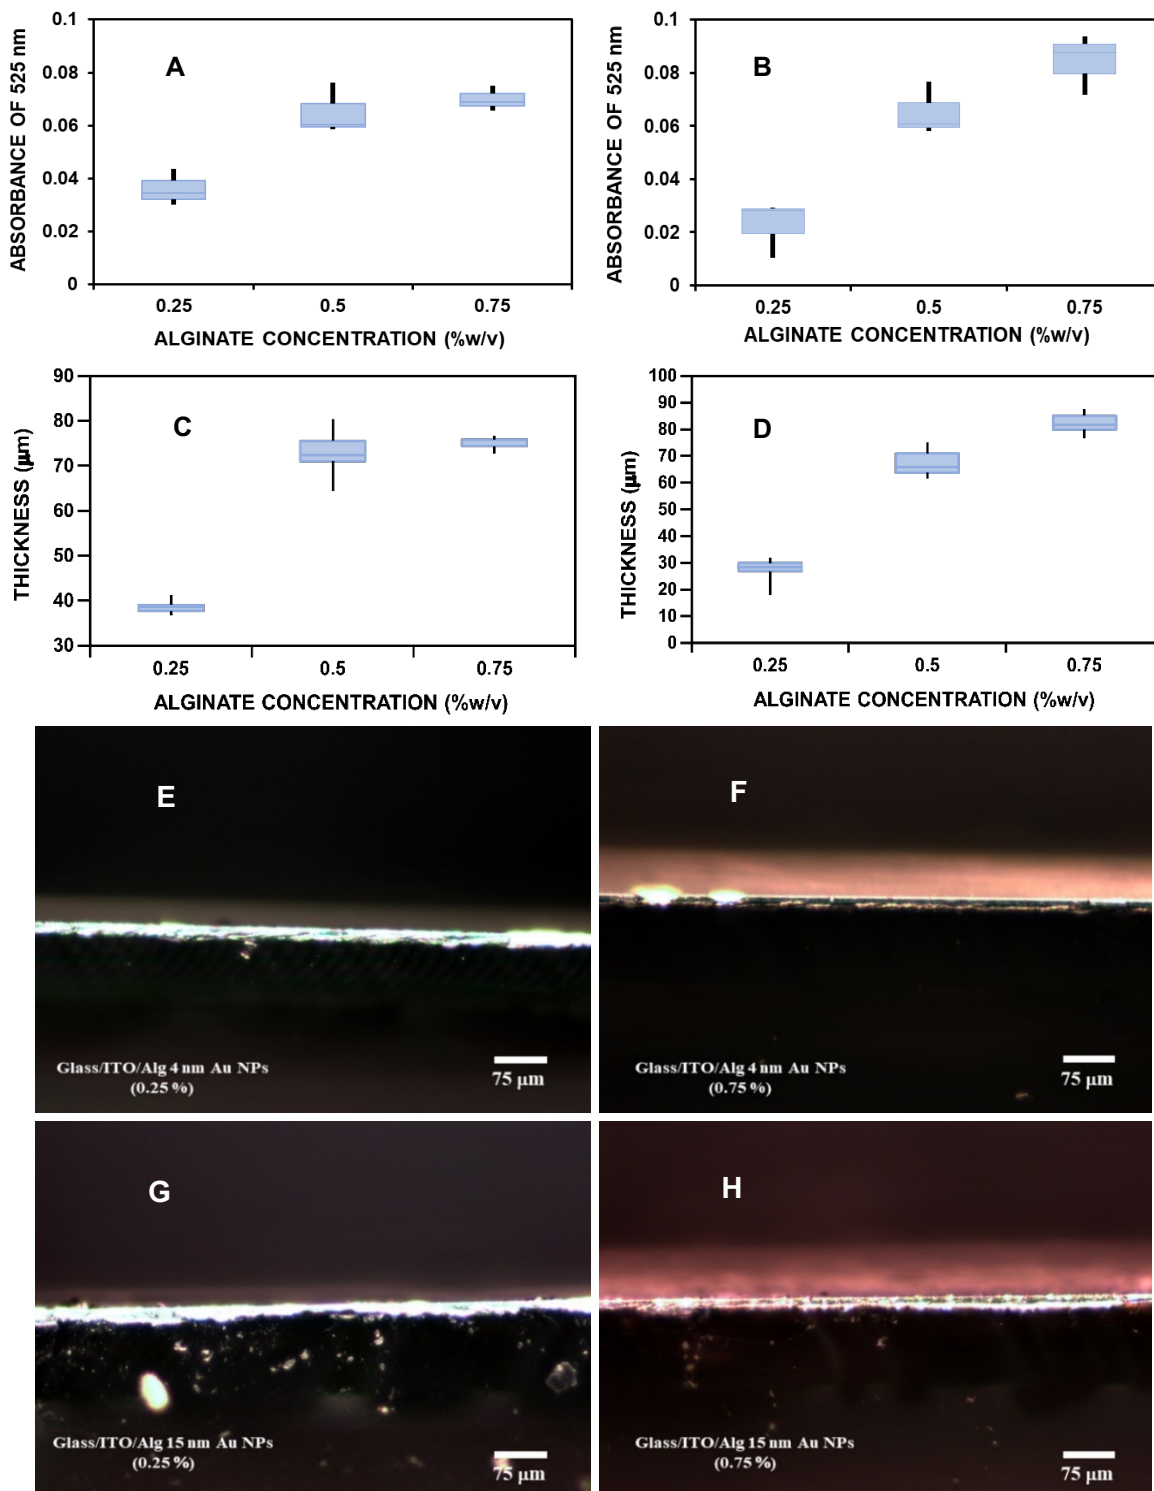 A
ABSORBANCE OF 525 nm
0.1
0.08
0.06
0.04
0.02
0
0.25 0.5 0.75
ALGINATE CONCENTRATION (%w/v)
B
ABSORBANCE OF 525 nm
0.1
0.08
0.06
0.04
0.02
0
0.25 0.5 0.75
ALGINATE CONCENTRATION (%w/v)
C
THICKNESS (µm)
90
80
70
60
50
40
30
0.25 0.5 0.75
ALGINATE CONCENTRATION (%w/v)
D
THICKNESS (µm)
100
90
80
70
60
50
40
30
20
10
0
0.25 0.5 0.75
ALGINATE CONCENTRATION (%w/v)
E
Glass/ITO/Alg 4 nm Au NPs
(0.25 %)
75 µm
F
Glass/ITO/Alg 4 nm Au NPs
(0.75 %)
75 µm
G
Glass/ITO/Alg 15 nm Au NPs
(0.25 %)
75 µm
H
Glass/ITO/Alg 15 nm Au NPs
(0.75 %)
75 µm